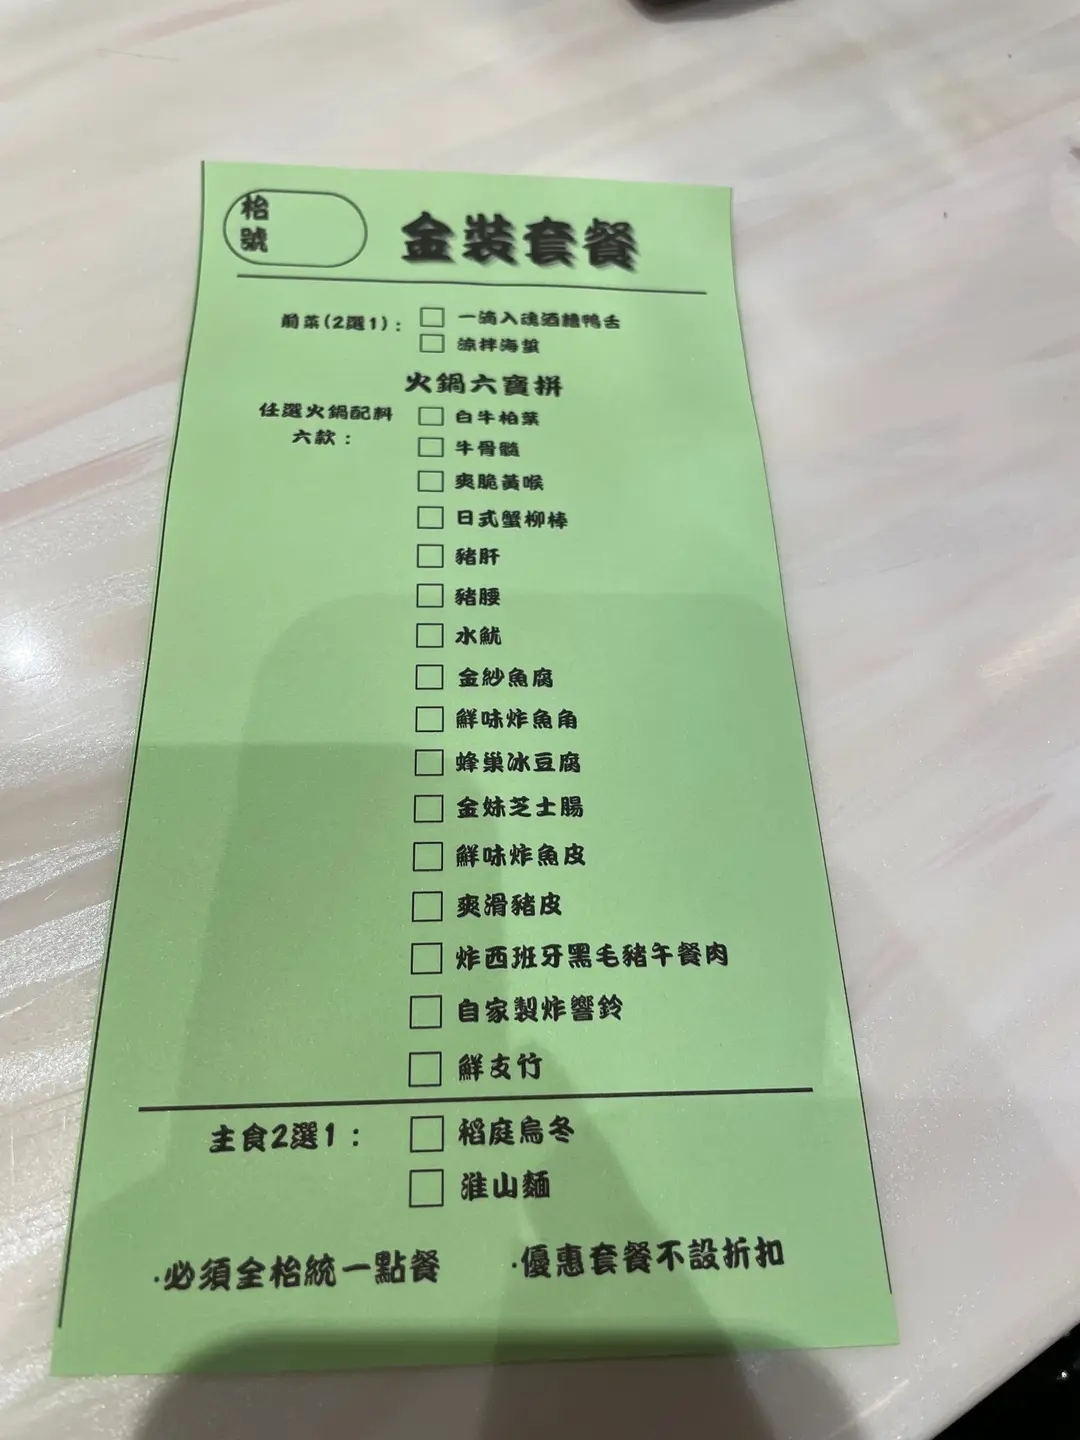 枱號
金裝套餐
前菜(2選1)：
□ 一滴入魂酒糟鴨舌
□ 涼拌海蜇
火鍋六寶拼
任選火鍋配料六款：
□ 白牛柏葉
□ 牛骨髓
□ 爽脆黃喉
□ 日式蟹柳棒
□ 豬肝
□ 豬腰
□ 水魷
□ 金紗魚腐
□ 鮮味炸魚角
□ 蜂巢冰豆腐
□ 金妹芝士腸
□ 鮮味炸魚皮
□ 爽滑豬皮
□ 炸西班牙黑毛豬午餐肉
□ 自家製炸響鈴
□ 鮮支竹
主食2選1：
□ 稻庭烏冬
□ 淮山麵
·必須全枱統一點餐
·優惠套餐不設折扣